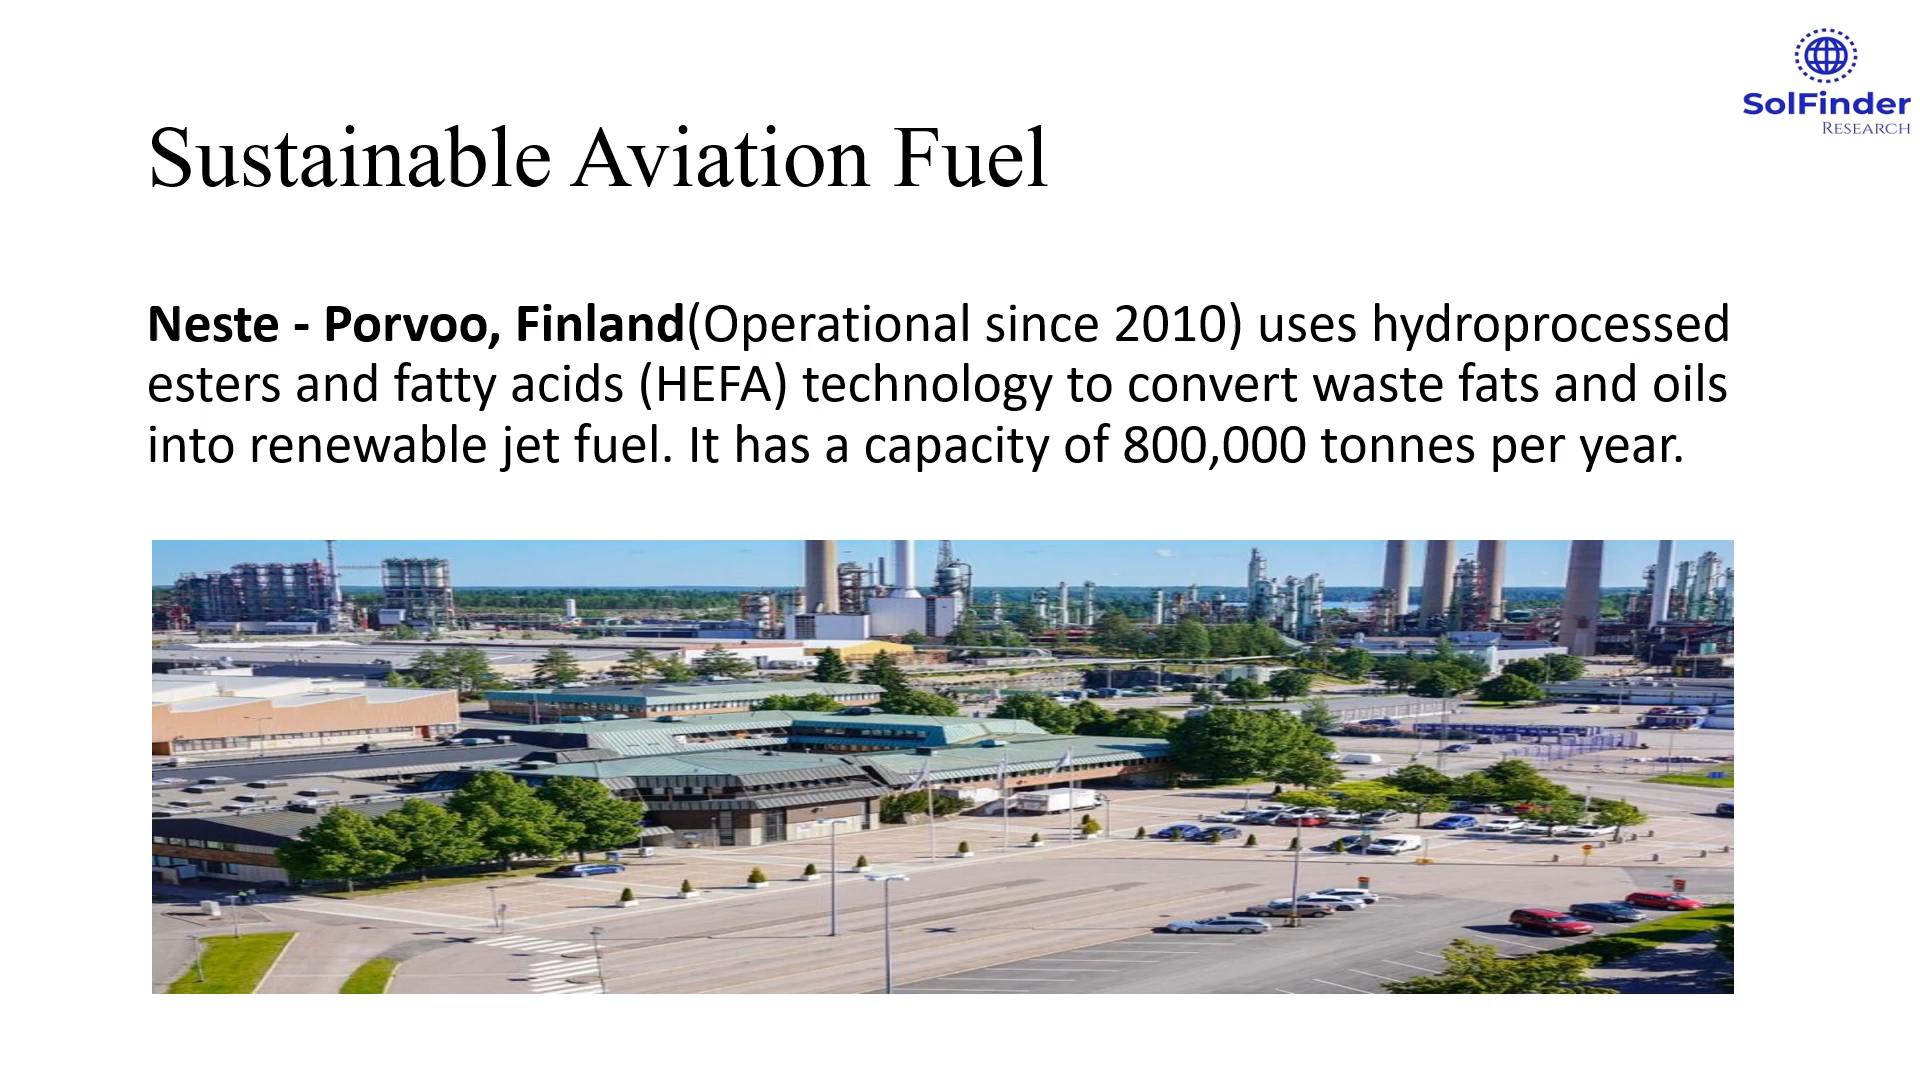 SolFinder
RESEARCH
Sustainable Aviation Fuel
Neste - Porvoo, Finland(Operational since 2010) uses hydroprocessed
esters and fatty acids (HEFA) technology to convert waste fats and oils
into renewable jet fuel. It has a capacity of 800,000 tonnes per year.